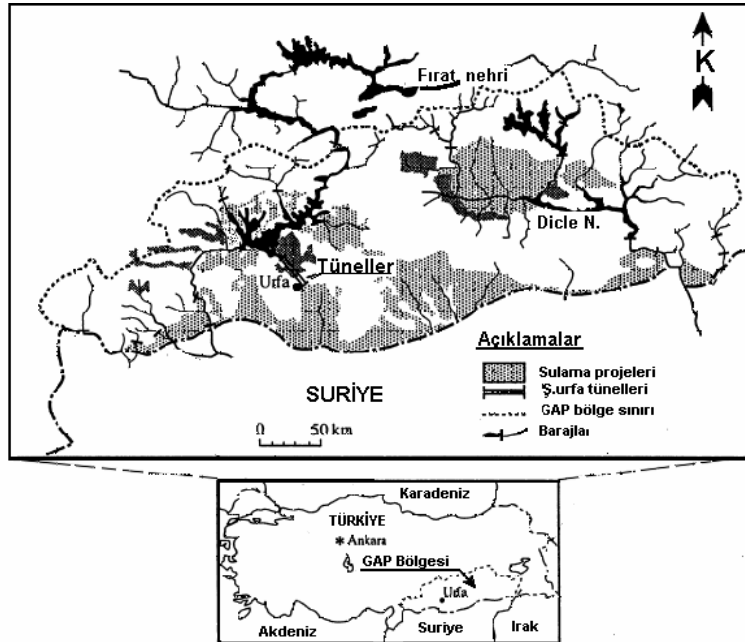 K
Fırat nehri
Dicle N.
Tüneller
Urfa
Açıklamalar
Sulama projeleri
Ş.urfa tünelleri
GAP bölge sınırı
Barajlaı
SURİYE
0 50 km
Karadeniz
TÜRKİYE
* Ankara
GAP Bölgesi
Urfa
Akdeniz
Suriye
Irak